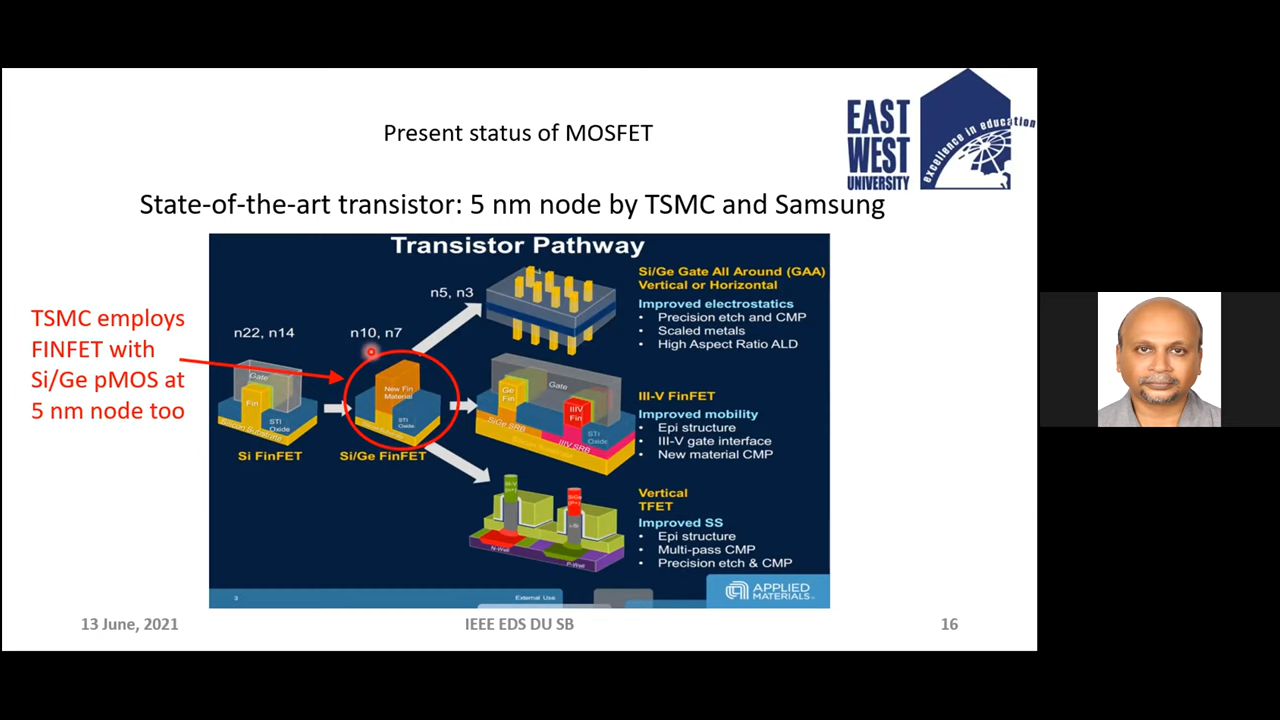 EAST
WEST
UNIVERSITY
excellence in education
Present status of MOSFET
State-of-the-art transistor: 5 nm node by TSMC and Samsung
TSMC employs
FINFET with
Si/Ge pMOS at
5 nm node too
Transistor Pathway
n22, n14
n10, n7
n5, n3
Gate
Fin
STI
Oxide
Silicon Substrate
Si FinFET
New Fin
Material
STI
Oxide
Si/Ge FinFET
Si/Ge Gate All Around (GAA)
Vertical or Horizontal
Improved electrostatics
• Precision etch and CMP
• Scaled metals
• High Aspect Ratio ALD
Ge
Fin
Gate
IIIV
Fin
STI
Oxide
SiGe SRB
IIIV SRB
III-V FinFET
Improved mobility
• Epi structure
• III-V gate interface
• New material CMP
N-Well
P-Well
Vertical
TFET
Improved SS
• Epi structure
• Multi-pass CMP
• Precision etch & CMP
3
External Use
APPLIED
MATERIALS
13 June, 2021
IEEE EDS DU SB
16